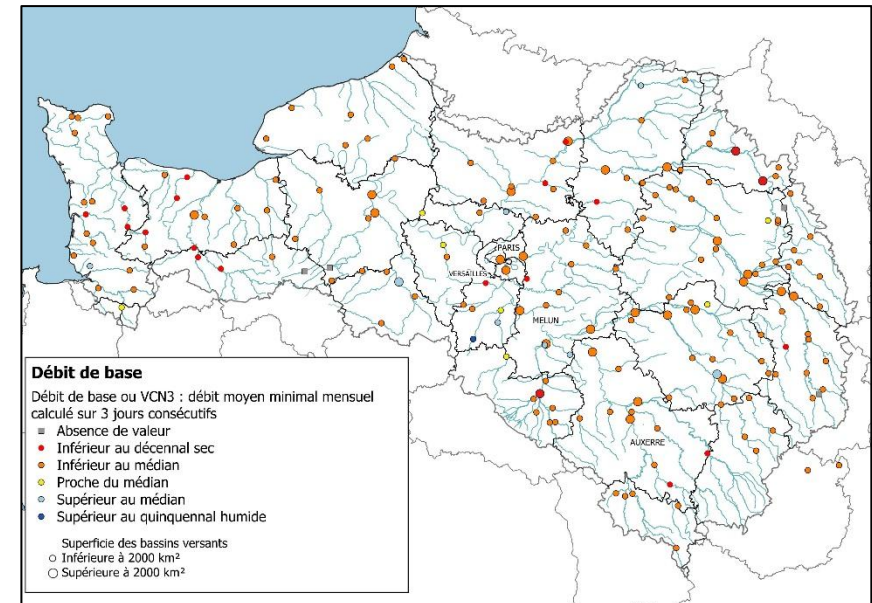 PARIS
VERSAILLES
MELUN
AUXERRE
Débit de base
Débit de base ou VCN3 : débit moyen minimal mensuel
calculé sur 3 jours consécutifs
Absence de valeur
Inférieur au décennal sec
Inférieur au médian
Proche du médian
Supérieur au médian
Supérieur au quinquennal humide
Superficie des bassins versants
Inférieure à 2000 km²
Supérieure à 2000 km²